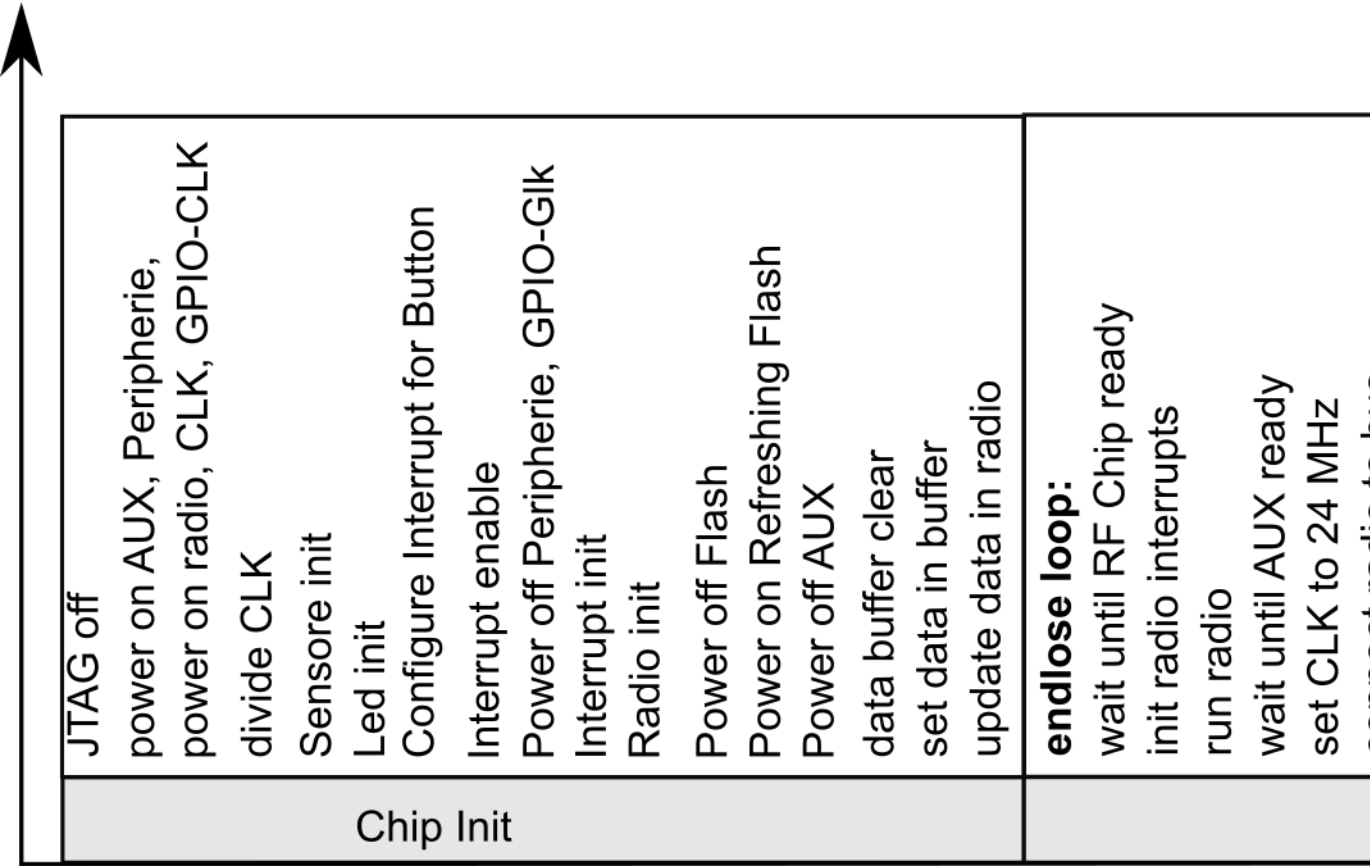 JTAG off
power on AUX, Peripherie,
power on radio, CLK, GPIO-CLK
divide CLK
Sensore init
Led init
Configure Interrupt for Button
Interrupt enable
Power off Peripherie, GPIO-Glk
Interrupt init
Radio init
Power off Flash
Power on Refreshing Flash
Power off AUX
data buffer clear
set data in buffer
update data in radio
endlose loop:
wait until RF Chip ready
init radio interrupts
run radio
wait until AUX ready
set CLK to 24 MHz
Chip Init